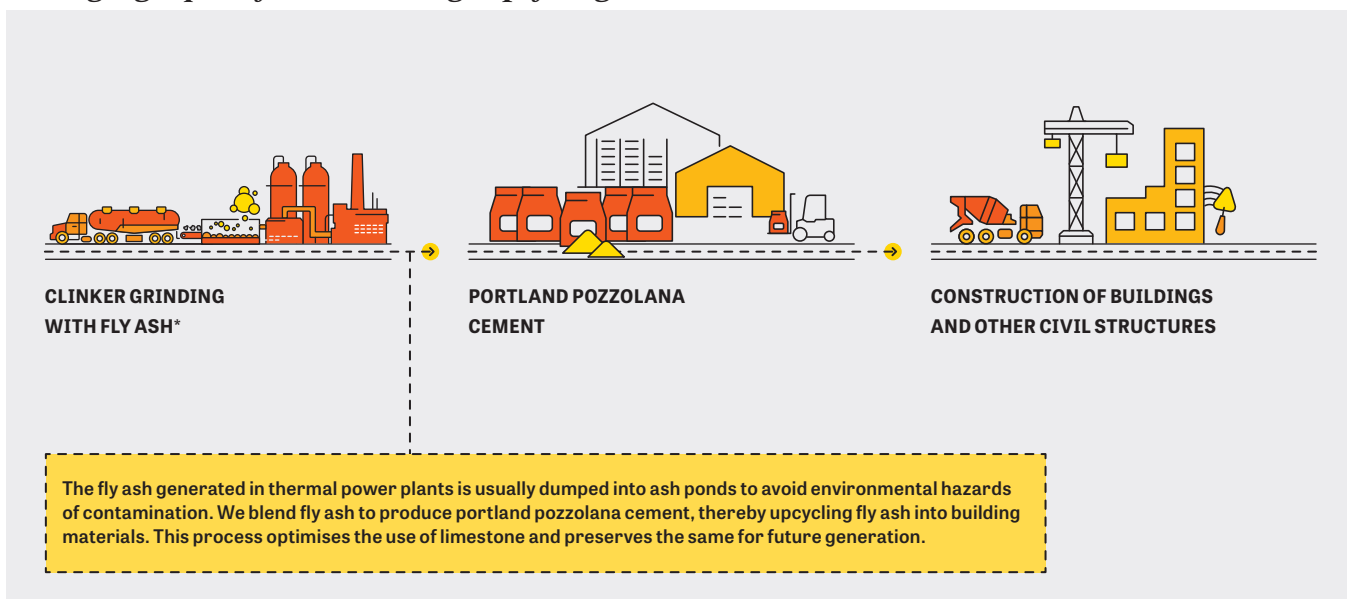 CLINKER GRINDING
WITH FLY ASH*
PORTLAND POZZOLANA
CEMENT
CONSTRUCTION OF BUILDINGS
AND OTHER CIVIL STRUCTURES
The fly ash generated in thermal power plants is usually dumped into ash ponds to avoid environmental hazards
of contamination. We blend fly ash to produce portland pozzolana cement, thereby upcycling fly ash into building
materials. This process optimises the use of limestone and preserves the same for future generation.